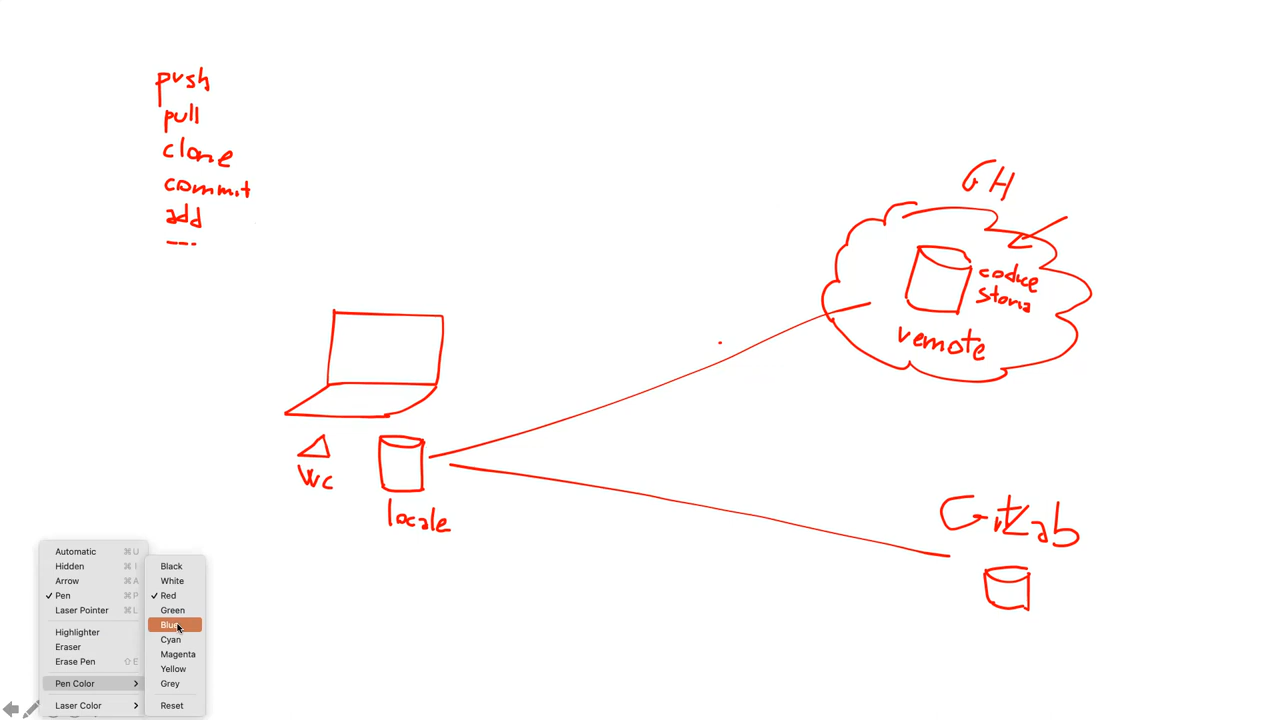 push
pull
clone
commit
add
---
GH
codice
storia
remote
WC
locale
GitLab
Automatic ⌘U
Hidden ⌘I
Arrow ⌘A
✓ Pen ⌘P
Laser Pointer ⌘L
Highlighter
Eraser
Erase Pen ⇧E
Pen Color >
Laser Color >
Black
White
✓ Red
Green
Blue
Cyan
Magenta
Yellow
Grey
Reset